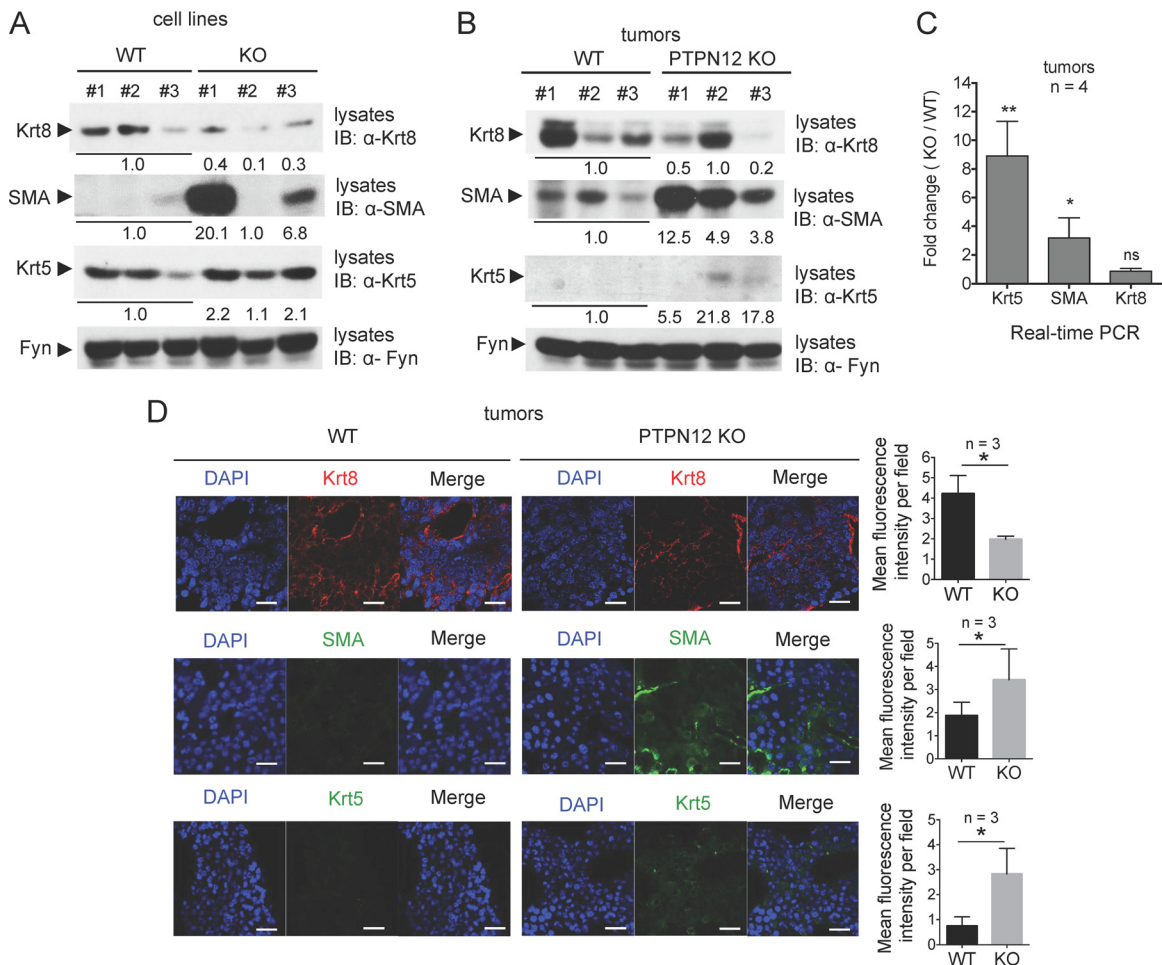 A
cell lines
WT KO
#1 #2 #3 #1 #2 #3
Krt8
lysates
IB: α-Krt8
1.0 0.4 0.1 0.3
SMA
lysates
IB: α-SMA
1.0 20.1 1.0 6.8
Krt5
lysates
IB: α-Krt5
1.0 2.2 1.1 2.1
Fyn
lysates
IB: α- Fyn
B
tumors
WT PTPN12 KO
#1 #2 #3 #1 #2 #3
Krt8
lysates
IB: α-Krt8
1.0 0.5 1.0 0.2
SMA
lysates
IB: α-SMA
1.0 12.5 4.9 3.8
Krt5
lysates
IB: α-Krt5
1.0 5.5 21.8 17.8
Fyn
lysates
IB: α- Fyn
C
tumors
n = 4
Fold change ( KO / WT)
14
12
10
8
6
4
2
0
**
*
ns
Krt5 SMA Krt8
Real-time PCR
D
tumors
WT PTPN12 KO
DAPI Krt8 Merge DAPI Krt8 Merge
DAPI SMA Merge DAPI SMA Merge
DAPI Krt5 Merge DAPI Krt5 Merge
n = 3
*
Mean fluorescence
intensity per field
6
5
4
3
2
1
0
WT KO
n = 3
*
Mean fluorescence
intensity per field
5
4
3
2
1
0
WT KO
n = 3
*
Mean fluorescence
intensity per field
5
4
3
2
1
0
WT KO